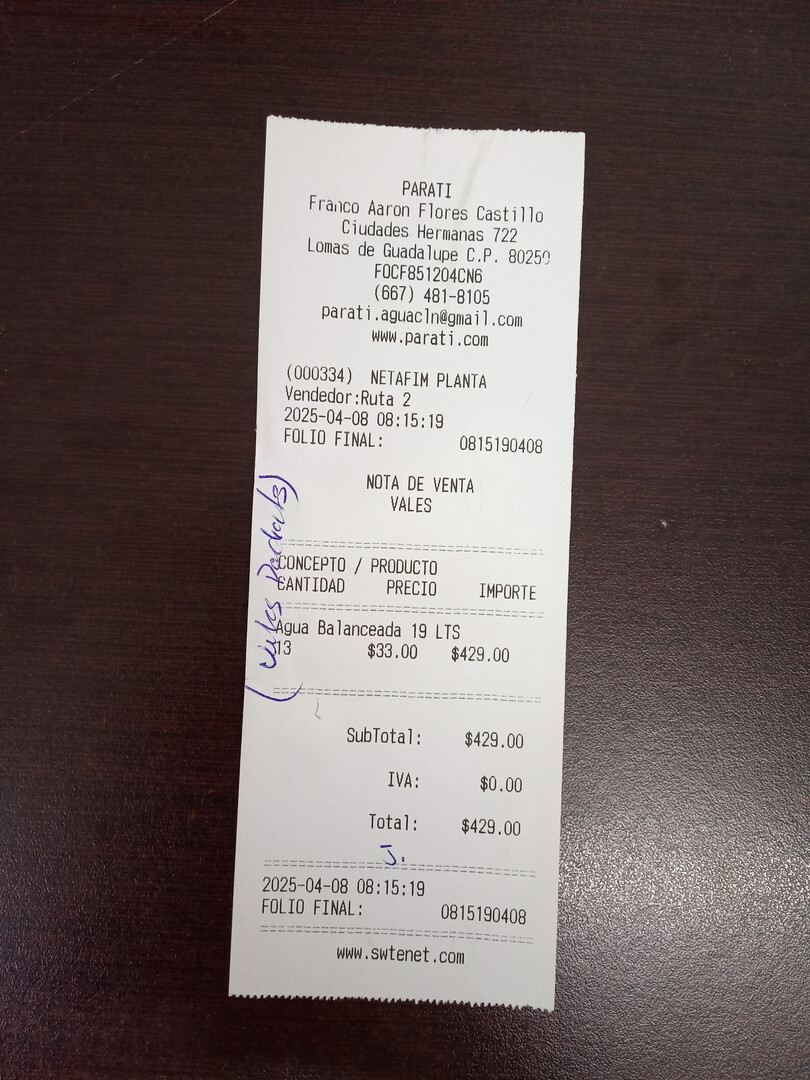 PARATI
Franco Aaron Flores Castillo
Ciudades Hermanas 722
Lomas de Guadalupe C.P. 80250
FOCF851204CN6
(667) 481-8105
parati.aguacln@gmail.com
www.parati.com
(000334) NETAFIM PLANTA
Vendedor:Ruta 2
2025-04-08 08:15:19
FOLIO FINAL: 0815190408
NOTA DE VENTA
VALES
CONCEPTO / PRODUCTO
CANTIDAD PRECIO IMPORTE
Agua Balanceada 19 LTS
13 $33.00 $429.00
SubTotal: $429.00
IVA: $0.00
Total: $429.00
J.
2025-04-08 08:15:19
FOLIO FINAL: 0815190408
www.swtenet.com